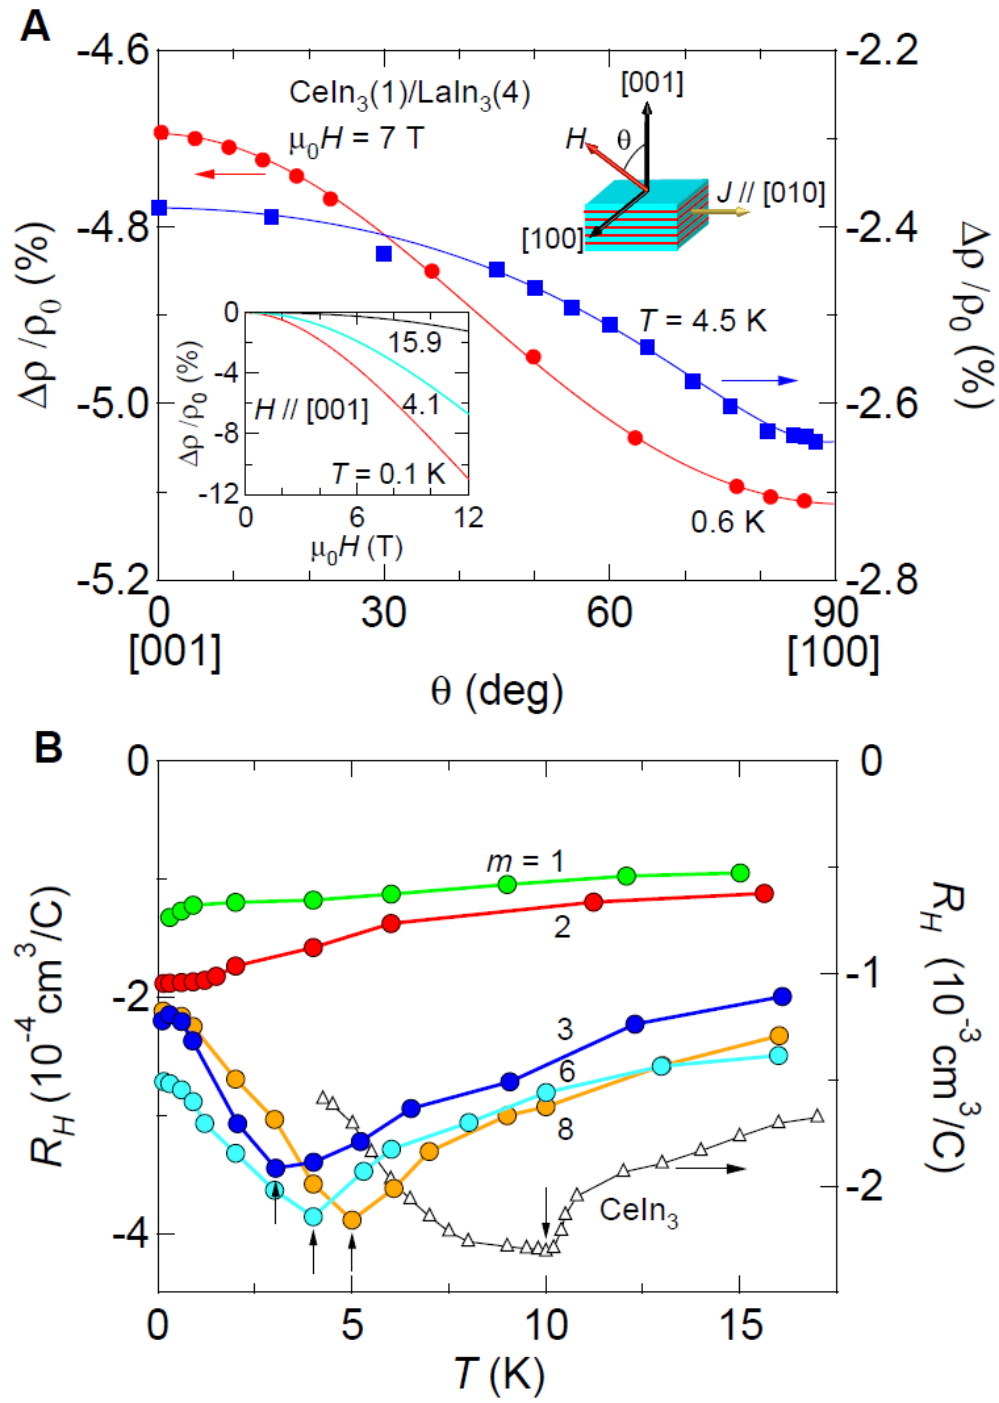 A
-4.6
-2.2
CeIn3(1)/LaIn3(4)
μ0H = 7 T
[001]
H
θ
J // [010]
[100]
-4.8
-2.4
Δρ /ρ0 (%)
Δρ /ρ0 (%)
T = 4.5 K
0
15.9
-4
Δρ /ρ0 (%)
H // [001]
4.1
-8
T = 0.1 K
-12
0
6
12
μ0H (T)
-5.0
-2.6
0.6 K
-5.2
-2.8
0
30
60
90
[001]
[100]
θ (deg)
B
0
0
m = 1
2
RH (10-4 cm3/C)
RH (10-3 cm3/C)
-1
-2
3
6
8
-2
CeIn3
-4
0
5
10
15
T (K)